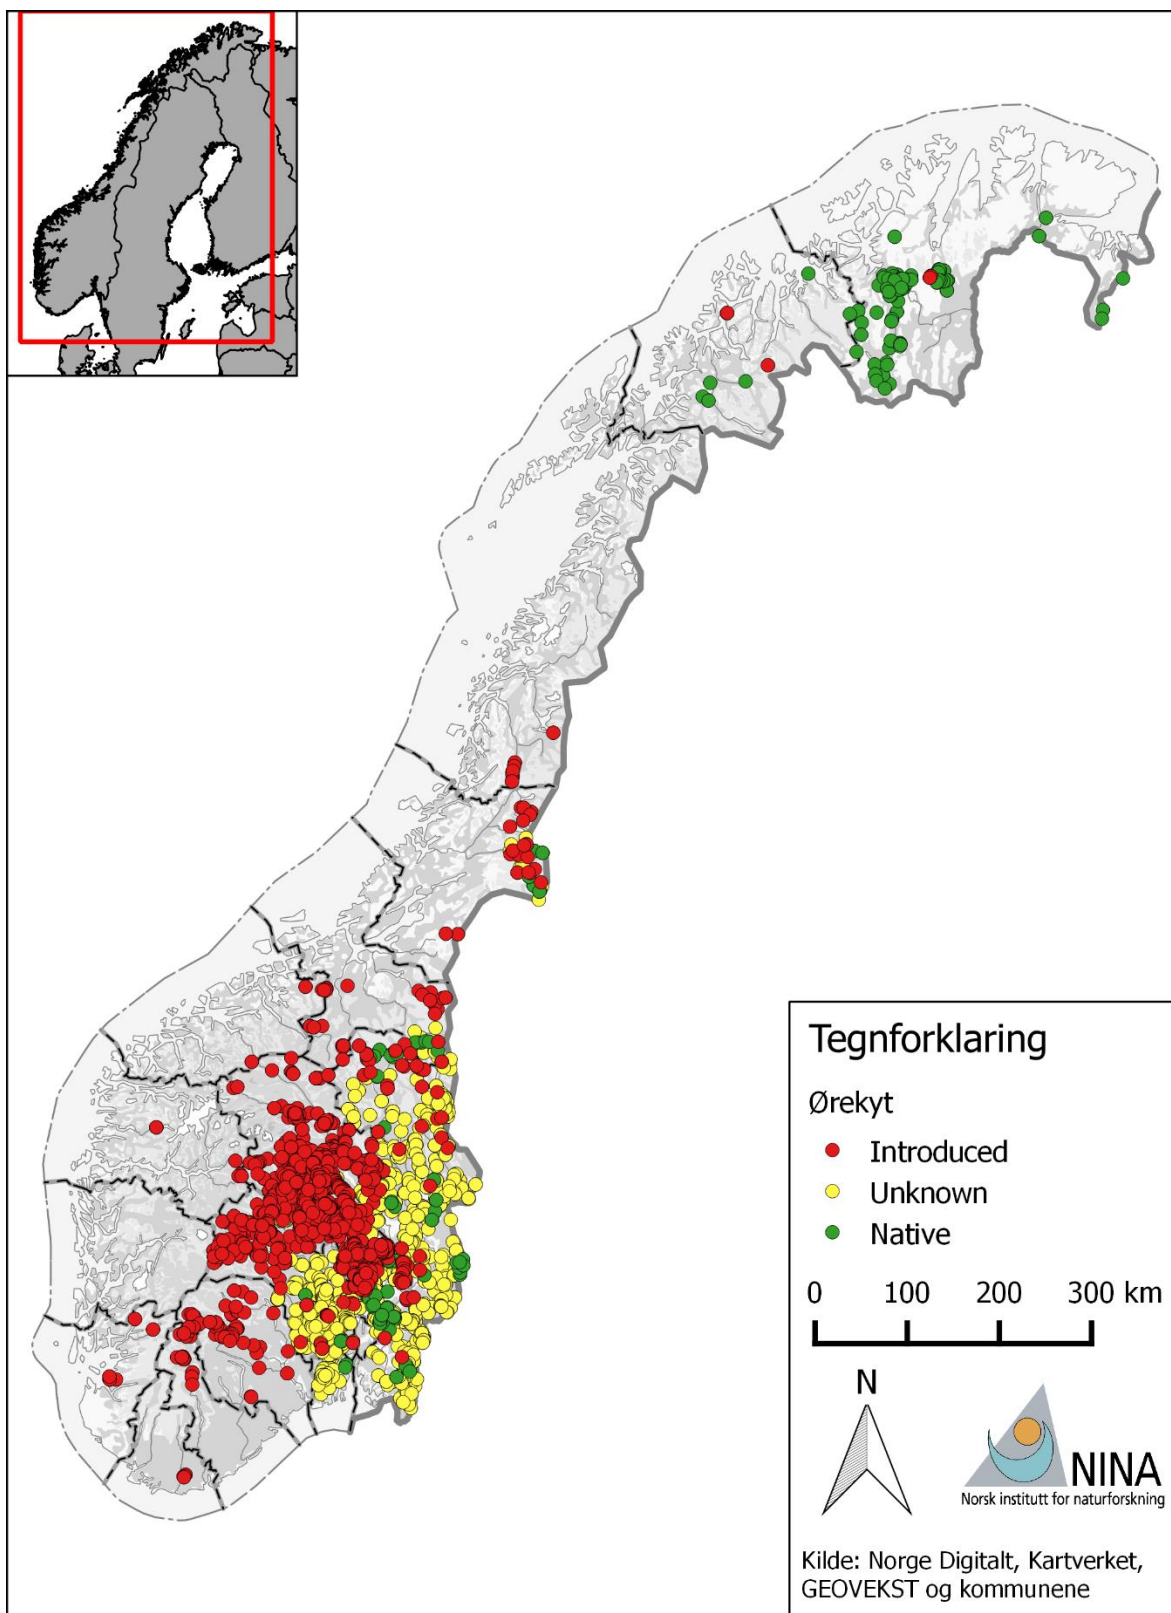 Tegnforklaring
Ørekyt
Introduced
Unknown
Native
0 100 200 300 km
N
NINA
Norsk institutt for naturforskning
Kilde: Norge Digitalt, Kartverket,
GEOVEKST og kommunene